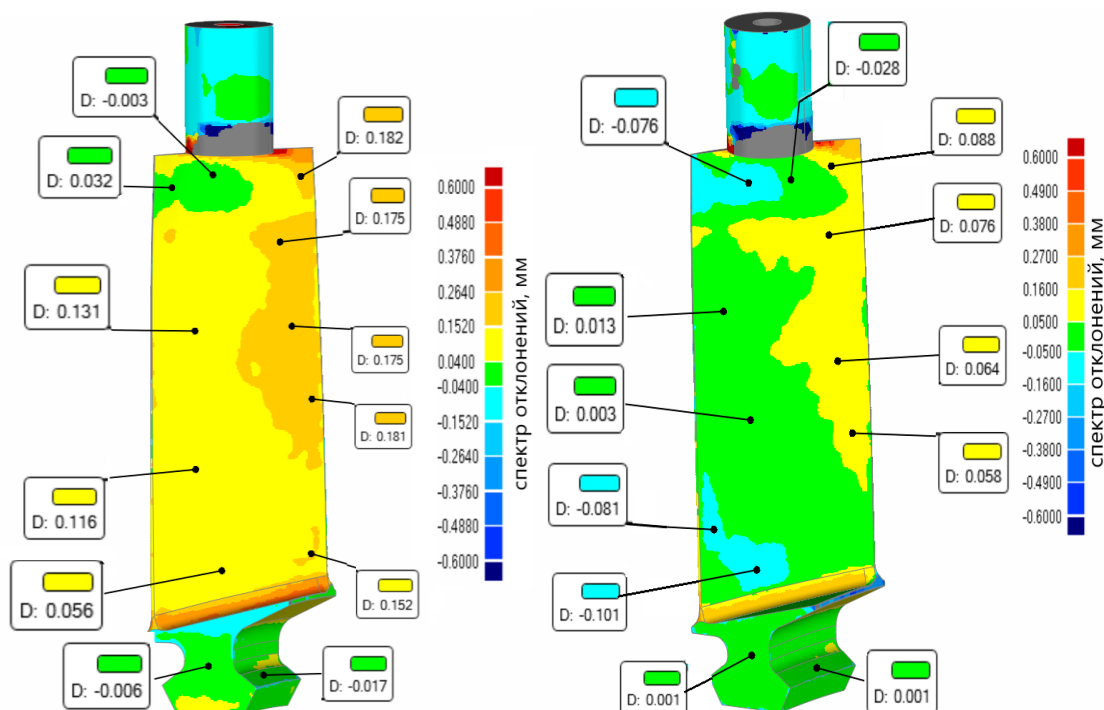 D: -0.003
D: 0.182
D: 0.032
D: 0.175
D: 0.131
D: 0.175
D: 0.181
D: 0.116
D: 0.056
D: 0.152
D: -0.006
D: -0.017
0.6000
0.4880
0.3760
0.2640
0.1520
0.0400
-0.0400
-0.1520
-0.2640
-0.3760
-0.4880
-0.6000
спектр отклонений, мм
D: -0.028
D: -0.076
D: 0.088
D: 0.076
D: 0.013
D: 0.064
D: 0.003
D: 0.058
D: -0.081
D: -0.101
D: 0.001
D: 0.001
0.6000
0.4900
0.3800
0.2700
0.1600
0.0500
-0.0500
-0.1600
-0.2700
-0.3800
-0.4900
-0.6000
спектр отклонений, мм